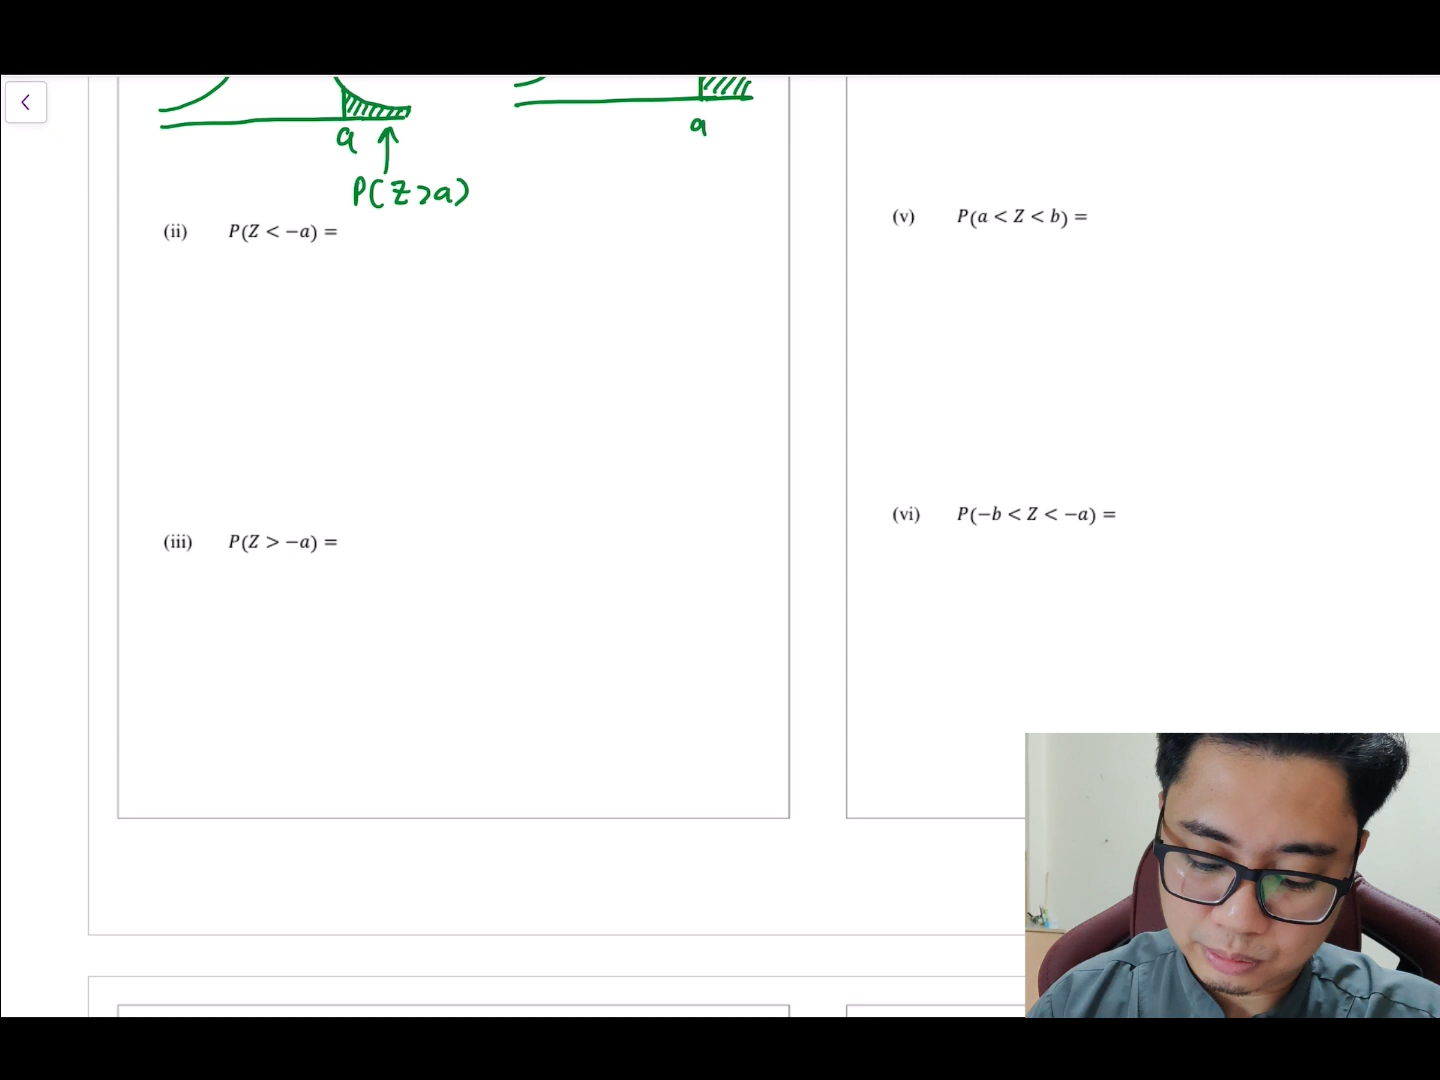 a
P(Z>a)
a
(ii) P(Z < −a) =
(iii) P(Z > −a) =
(v) P(a < Z < b) =
(vi) P(−b < Z < −a) =